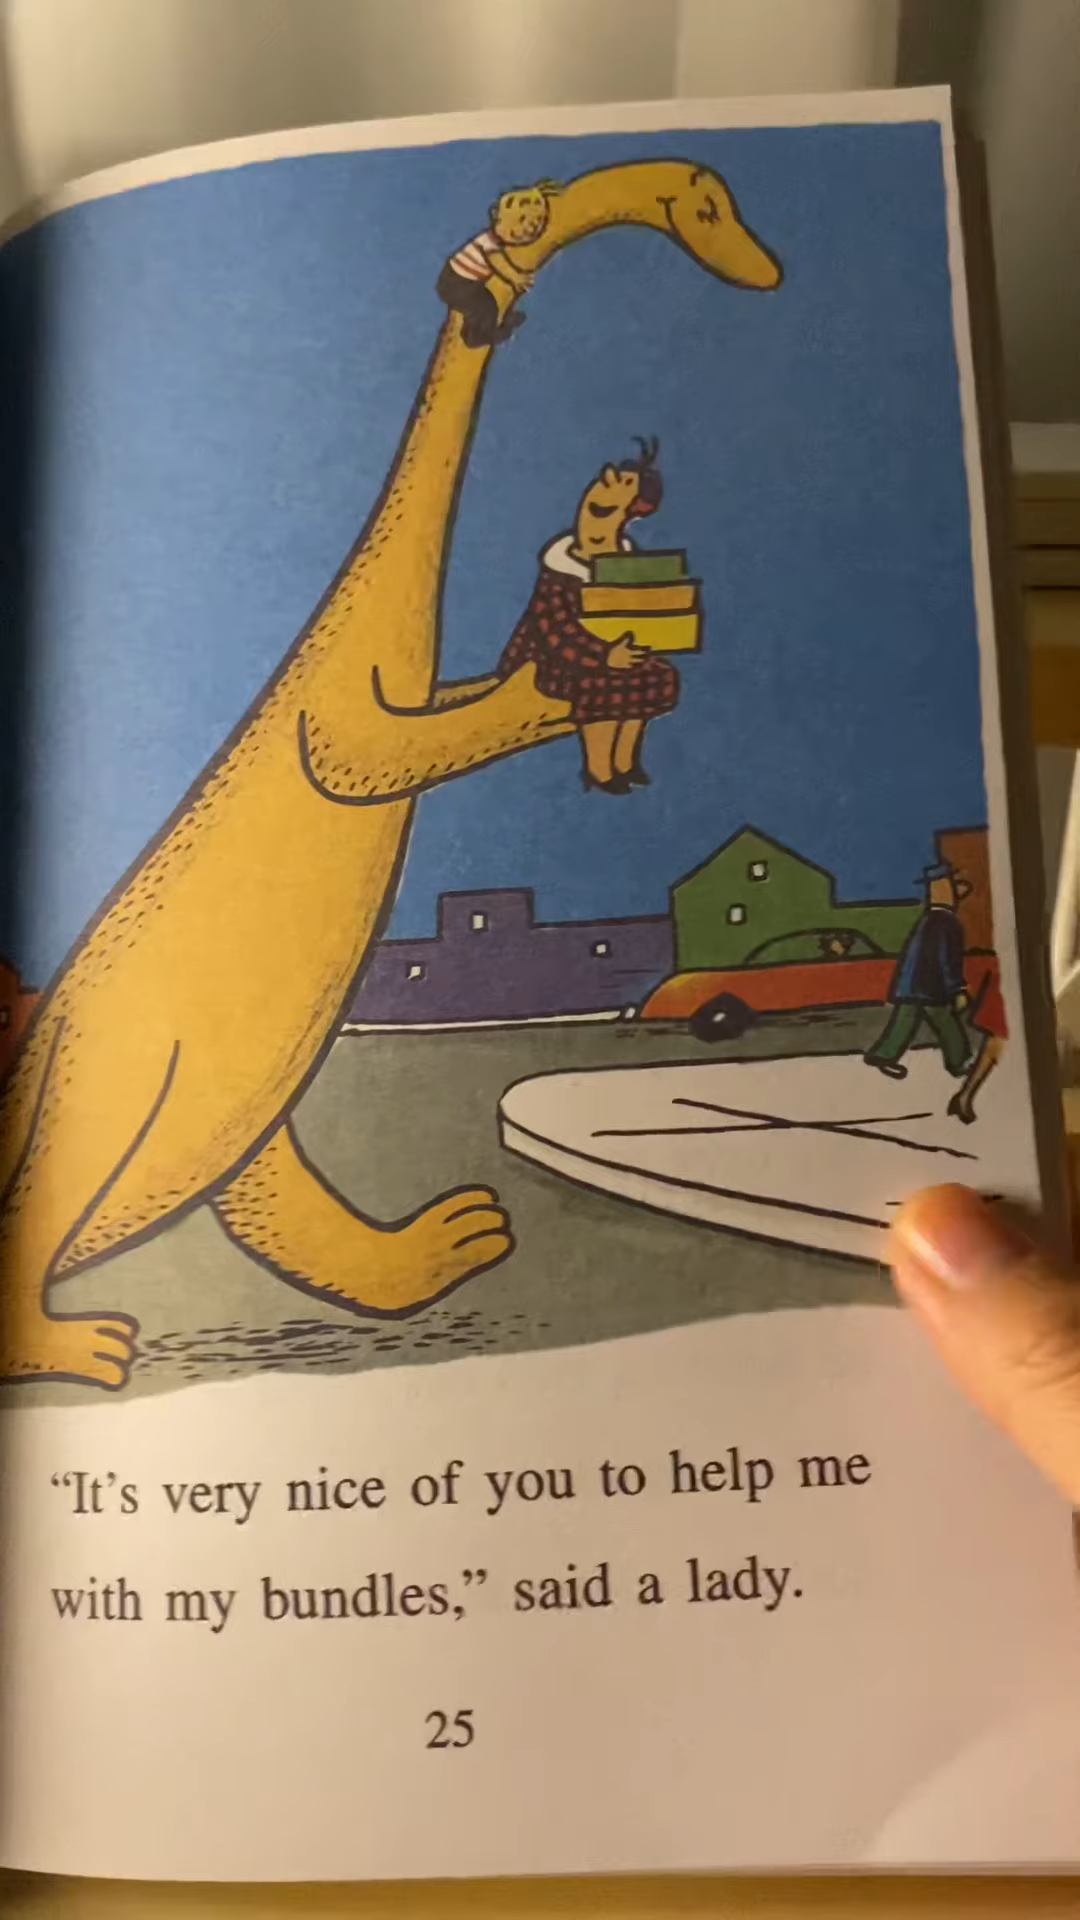 “It’s very nice of you to help me
with my bundles,” said a lady.
25